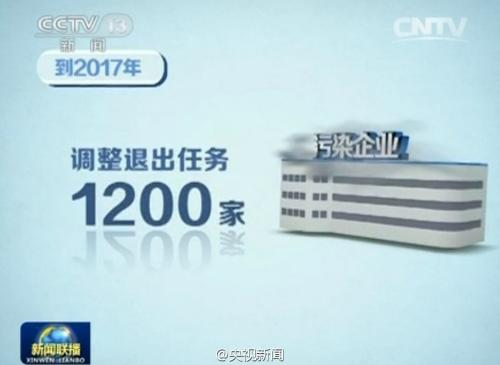 CCTV 13
新闻
CNTV
到2017年
污染企业
调整退出任务
1200家
新闻联播
XINWEN LIANBO
@央视新闻